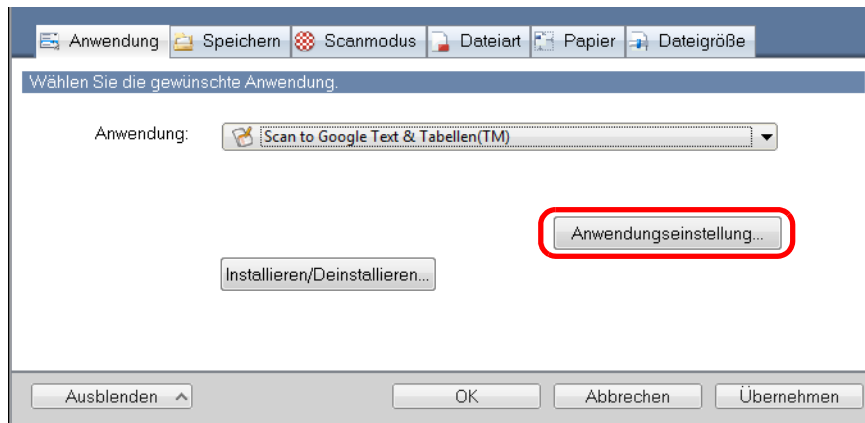 Anwendung Speichern Scanmodus Dateiart Papier Dateigröße
Wählen Sie die gewünschte Anwendung.
Anwendung: Scan to Google Text & Tabellen(TM)
Anwendungseinstellung...
Installieren/Deinstallieren...
Ausblenden OK Abbrechen Übernehmen